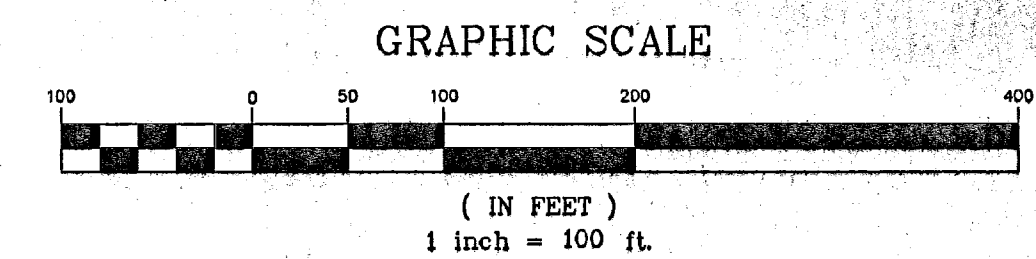 GRAPHIC SCALE
100 0 50 100 200 400
( IN FEET )
1 inch = 100 ft.